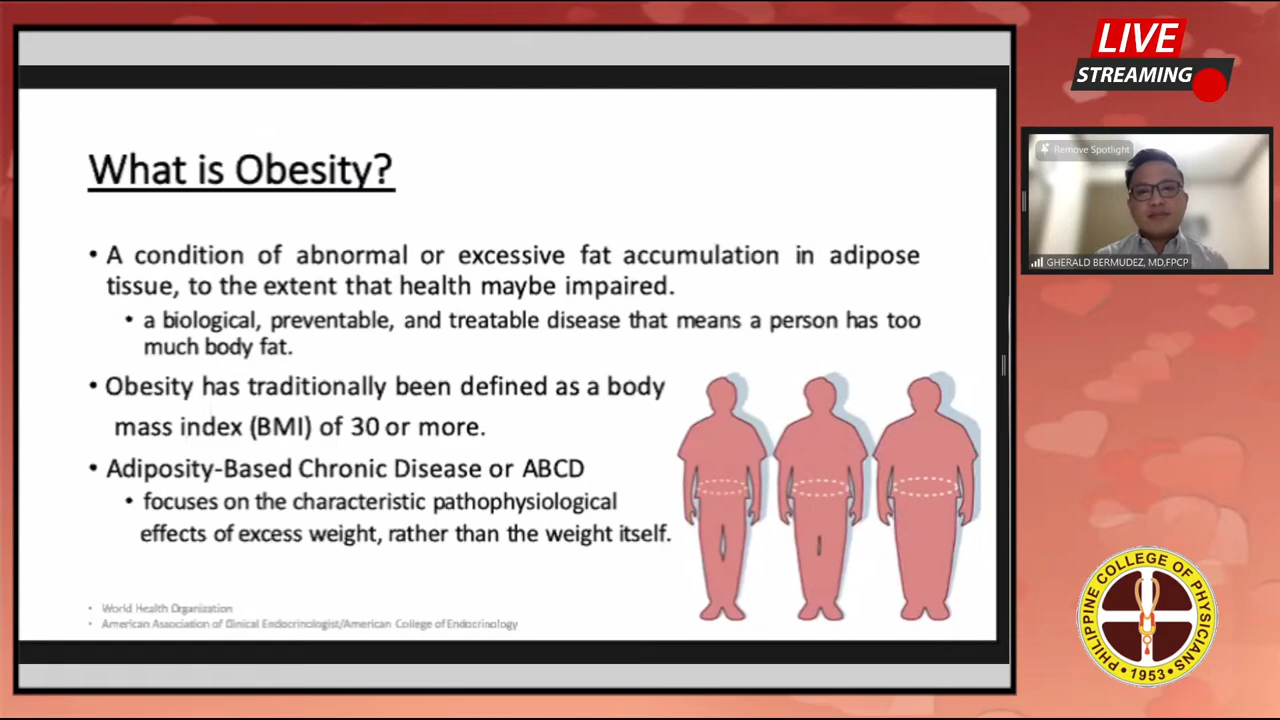 LIVE
STREAMING
What is Obesity?
• A condition of abnormal or excessive fat accumulation in adipose
tissue, to the extent that health maybe impaired.
• a biological, preventable, and treatable disease that means a person has too
much body fat.
• Obesity has traditionally been defined as a body
mass index (BMI) of 30 or more.
• Adiposity-Based Chronic Disease or ABCD
• focuses on the characteristic pathophysiological
effects of excess weight, rather than the weight itself.
• World Health Organization
• American Association of Clinical Endocrinologist/American College of Endocrinology
Remove Spotlight
GHERALD BERMUDEZ, MD,FPCP
PHILIPPINE COLLEGE OF PHYSICIANS
• 1953 •